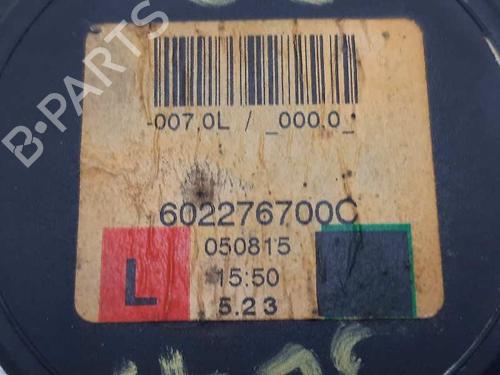 -007,0L / _000,0_
602276700C
050815
15:50
5.23
L
B-PARTS